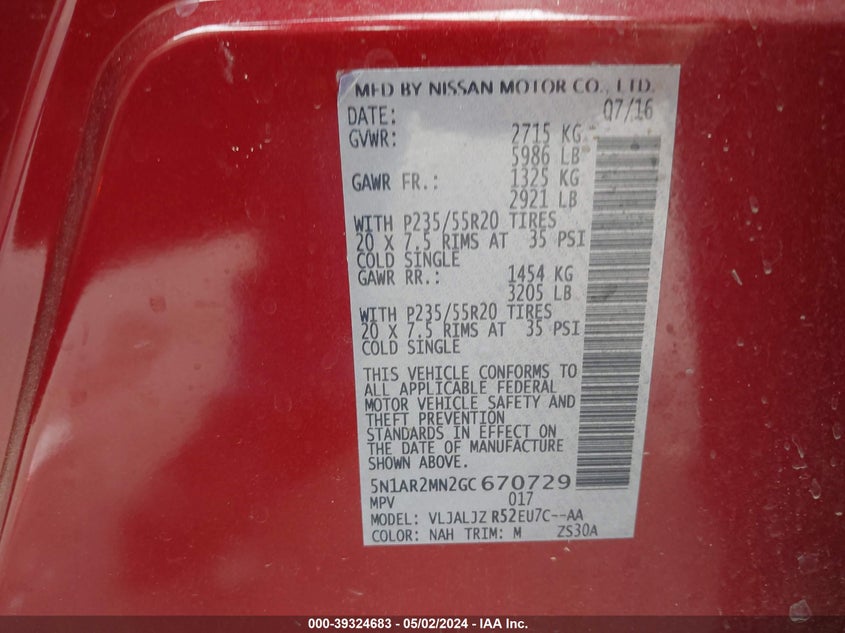 MFD BY NISSAN MOTOR CO., LTD.
DATE: 07/16
GVWR: 2715 KG
5986 LB
GAWR FR.: 1325 KG
2921 LB
WITH P235/55R20 TIRES
20 X 7.5 RIMS AT 35 PSI
COLD SINGLE
GAWR RR.: 1454 KG
3205 LB
WITH P235/55R20 TIRES
20 X 7.5 RIMS AT 35 PSI
COLD SINGLE
THIS VEHICLE CONFORMS TO
ALL APPLICABLE FEDERAL
MOTOR VEHICLE SAFETY AND
THEFT PREVENTION
STANDARDS IN EFFECT ON
THE DATE OF MANUFACTURE
SHOWN ABOVE.
5N1AR2MN2GC670729
MPV 017
MODEL: VLJALJZ R52EU7C--AA
COLOR: NAH TRIM: M ZS30A
000-39324683 - 05/02/2024 - IAA Inc.